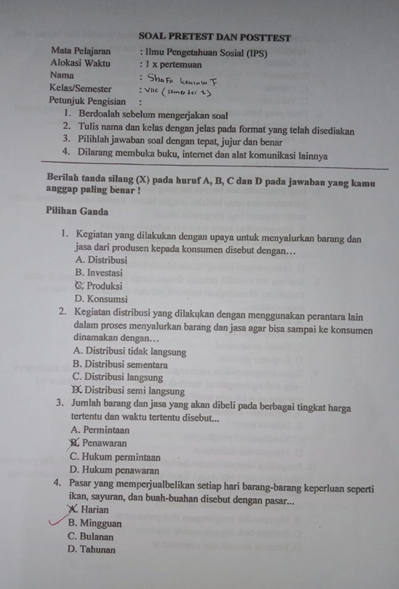 SOAL PRETEST DAN POSTTEST
Mata Pelajaran : Ilmu Pengetahuan Sosial (IPS)
Alokasi Waktu : 1 x pertemuan
Nama : Shafa
Kelas/Semester : VIIC (semester 2)
Petunjuk Pengisian :
1. Berdoalah sebelum mengerjakan soal
2. Tulis nama dan kelas dengan jelas pada format yang telah disediakan
3. Pilihlah jawaban soal dengan tepat, jujur dan benar
4. Dilarang membuka buku, internet dan alat komunikasi lainnya
Berilah tanda silang (X) pada huruf A, B, C dan D pada jawaban yang kamu
anggap paling benar !
Pilihan Ganda
1. Kegiatan yang dilakukan dengan upaya untuk menyalurkan barang dan
jasa dari produsen kepada konsumen disebut dengan…
A. Distribusi
B. Investasi
C. Produksi
D. Konsumsi
2. Kegiatan distribusi yang dilakukan dengan menggunakan perantara lain
dalam proses menyalurkan barang dan jasa agar bisa sampai ke konsumen
dinamakan dengan…
A. Distribusi tidak langsung
B. Distribusi sementara
C. Distribusi langsung
D. Distribusi semi langsung
3. Jumlah barang dan jasa yang akan dibeli pada berbagai tingkat harga
tertentu dan waktu tertentu disebut...
A. Permintaan
B. Penawaran
C. Hukum permintaan
D. Hukum penawaran
4. Pasar yang memperjualbelikan setiap hari barang-barang keperluan seperti
ikan, sayuran, dan buah-buahan disebut dengan pasar...
A. Harian
B. Mingguan
C. Bulanan
D. Tahunan